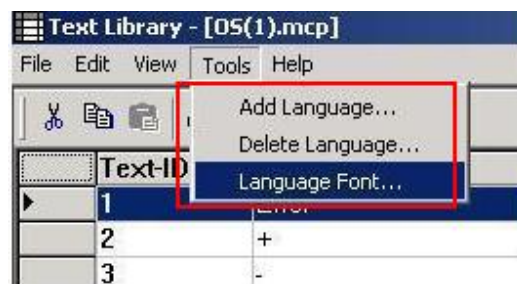 Text Library - [OS(1).mcp]
File Edit View Tools Help
Add Language...
Delete Language...
Language Font...
Text-ID
1
2 +
3 -